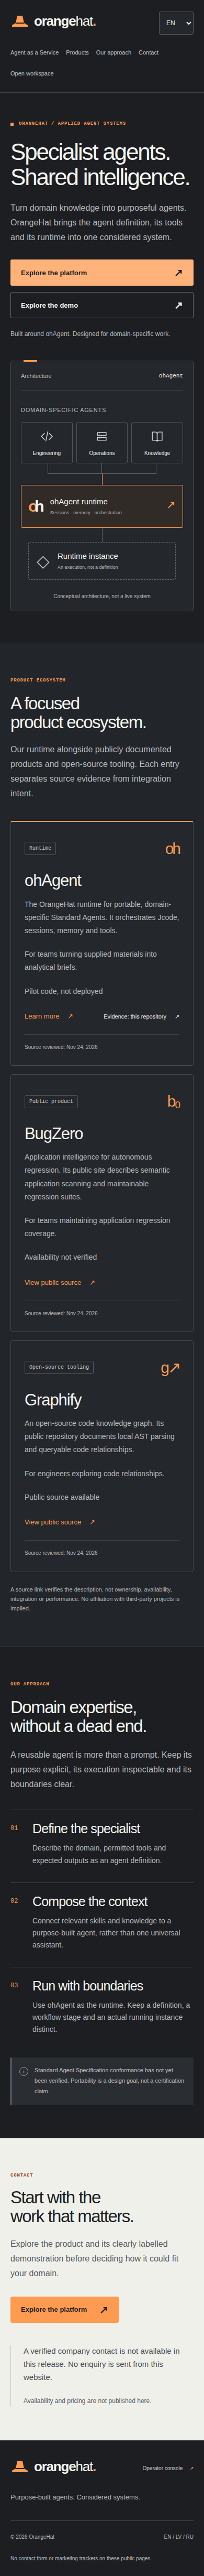 orangehat.
EN
Agent as a Service Products Our approach Contact
Open workspace
ORANGEHAT / APPLIED AGENT SYSTEMS
Specialist agents.
Shared intelligence.
Turn domain knowledge into purposeful agents.
OrangeHat brings the agent definition, its tools
and its runtime into one considered system.
Explore the platform ↗
Explore the demo ↗
Built around ohAgent. Designed for domain-specific work.
Architecture ohAgent
DOMAIN-SPECIFIC AGENTS
Engineering Operations Knowledge
oh ohAgent runtime ↗
Sessions · memory · orchestration
Runtime instance
An execution, not a definition
Conceptual architecture, not a live system
PRODUCT ECOSYSTEM
A focused
product ecosystem.
Our runtime alongside publicly documented
products and open-source tooling. Each entry
separates source evidence from integration
intent.
Runtime oh
ohAgent
The OrangeHat runtime for portable, domain-
specific Standard Agents. It orchestrates Jcode,
sessions, memory and tools.
For teams turning supplied materials into
analytical briefs.
Pilot code, not deployed
Learn more ↗ Evidence: this repository ↗
Source reviewed: Nov 24, 2026
Public product b0
BugZero
Application intelligence for autonomous
regression. Its public site describes semantic
application scanning and maintainable
regression suites.
For teams maintaining application regression
coverage.
Availability not verified
View public source ↗
Source reviewed: Nov 24, 2026
Open-source tooling g↗
Graphify
An open-source code knowledge graph. Its
public repository documents local AST parsing
and queryable code relationships.
For engineers exploring code relationships.
Public source available
View public source ↗
Source reviewed: Nov 24, 2026
A source link verifies the description, not ownership, availability,
integration or performance. No affiliation with third-party projects is
implied.
OUR APPROACH
Domain expertise,
without a dead end.
A reusable agent is more than a prompt. Keep its
purpose explicit, its execution inspectable and its
boundaries clear.
01 Define the specialist
Describe the domain, permitted tools and
expected outputs as an agent definition.
02 Compose the context
Connect relevant skills and knowledge to a
purpose-built agent, rather than one universal
assistant.
03 Run with boundaries
Use ohAgent as the runtime. Keep a definition, a
workflow stage and an actual running instance
distinct.
Standard Agent Specification conformance has not yet
been verified. Portability is a design goal, not a certification
claim.
CONTACT
Start with the
work that matters.
Explore the product and its clearly labelled
demonstration before deciding how it could fit
your domain.
Explore the platform ↗
A verified company contact is not available in
this release. No enquiry is sent from this
website.
Availability and pricing are not published here.
orangehat.
Operator console ↗
Purpose-built agents. Considered systems.
© 2026 OrangeHat EN / LV / RU
No contact form or marketing trackers on these public pages.